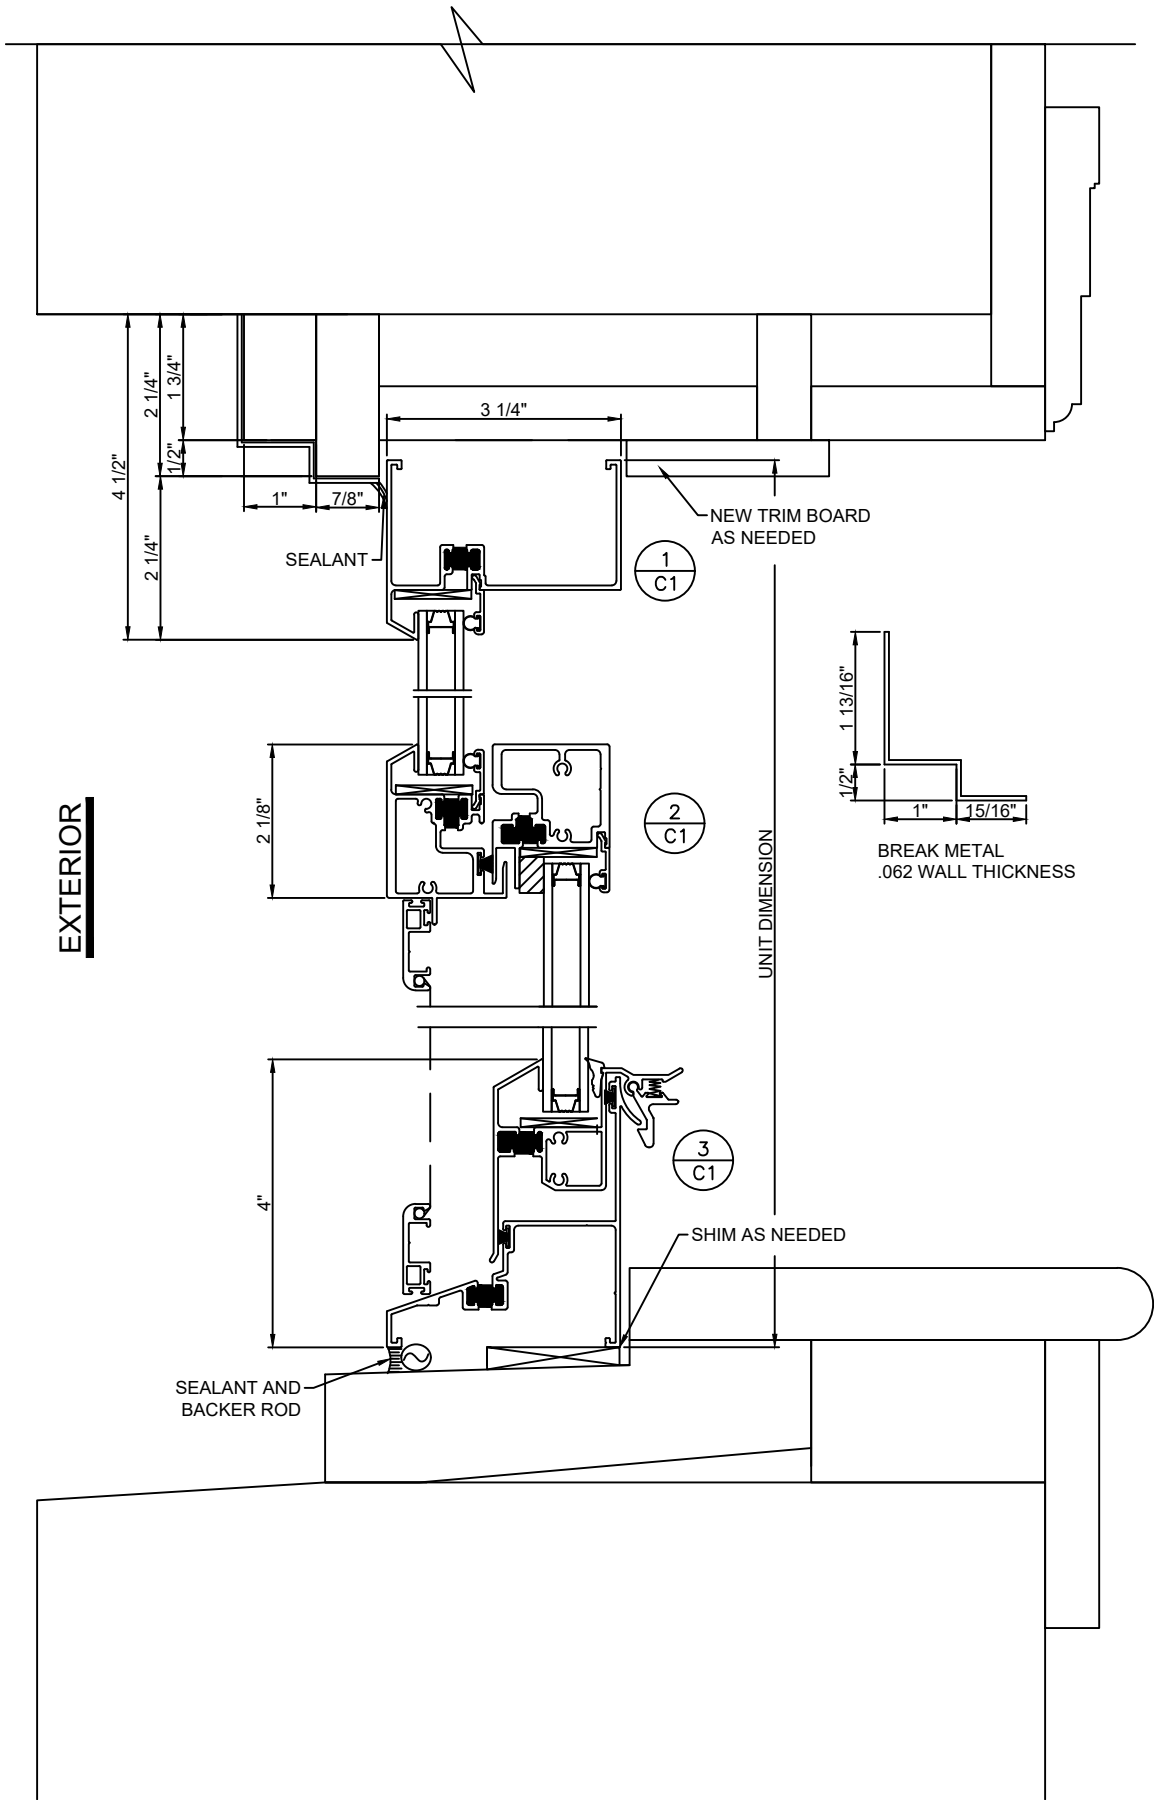 3 1/4"
1 3/4"
2 1/4"
1/2"
4 1/2"
2 1/4"
1"
7/8"
SEALANT
NEW TRIM BOARD
AS NEEDED
1
C1
1 13/16"
1/2"
1"
15/16"
BREAK METAL
.062 WALL THICKNESS
EXTERIOR
2 1/8"
2
C1
UNIT DIMENSION
4"
3
C1
SHIM AS NEEDED
SEALANT AND
BACKER ROD